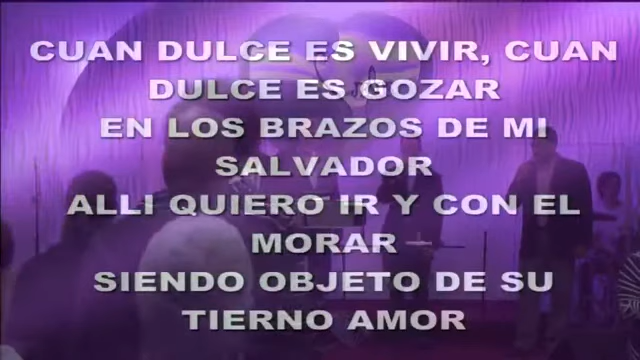 CUAN DULCE ES VIVIR, CUAN
DULCE ES GOZAR
EN LOS BRAZOS DE MI
SALVADOR
ALLI QUIERO IR Y CON EL
MORAR
SIENDO OBJETO DE SU
TIERNO AMOR